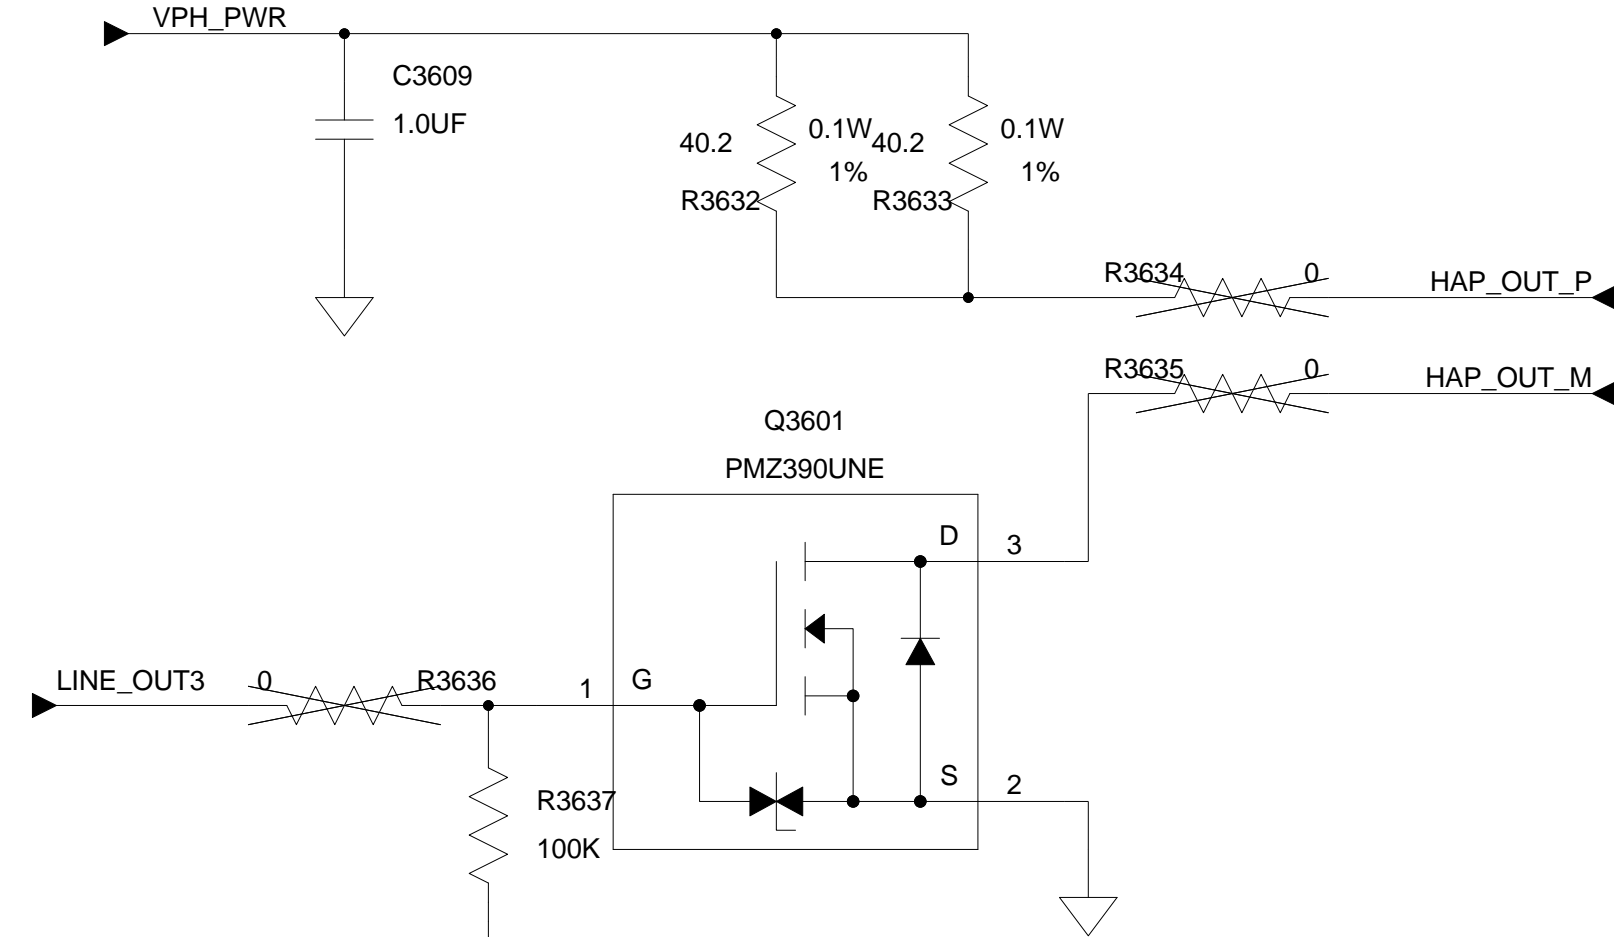 VPH_PWR
C3609
1.0UF
40.2
0.1W
1%
R3632
40.2
0.1W
1%
R3633
R3634
0
HAP_OUT_P
R3635
0
HAP_OUT_M
Q3601
PMZ390UNE
D
3
LINE_OUT3
0
R3636
1
G
S
2
R3637
100K